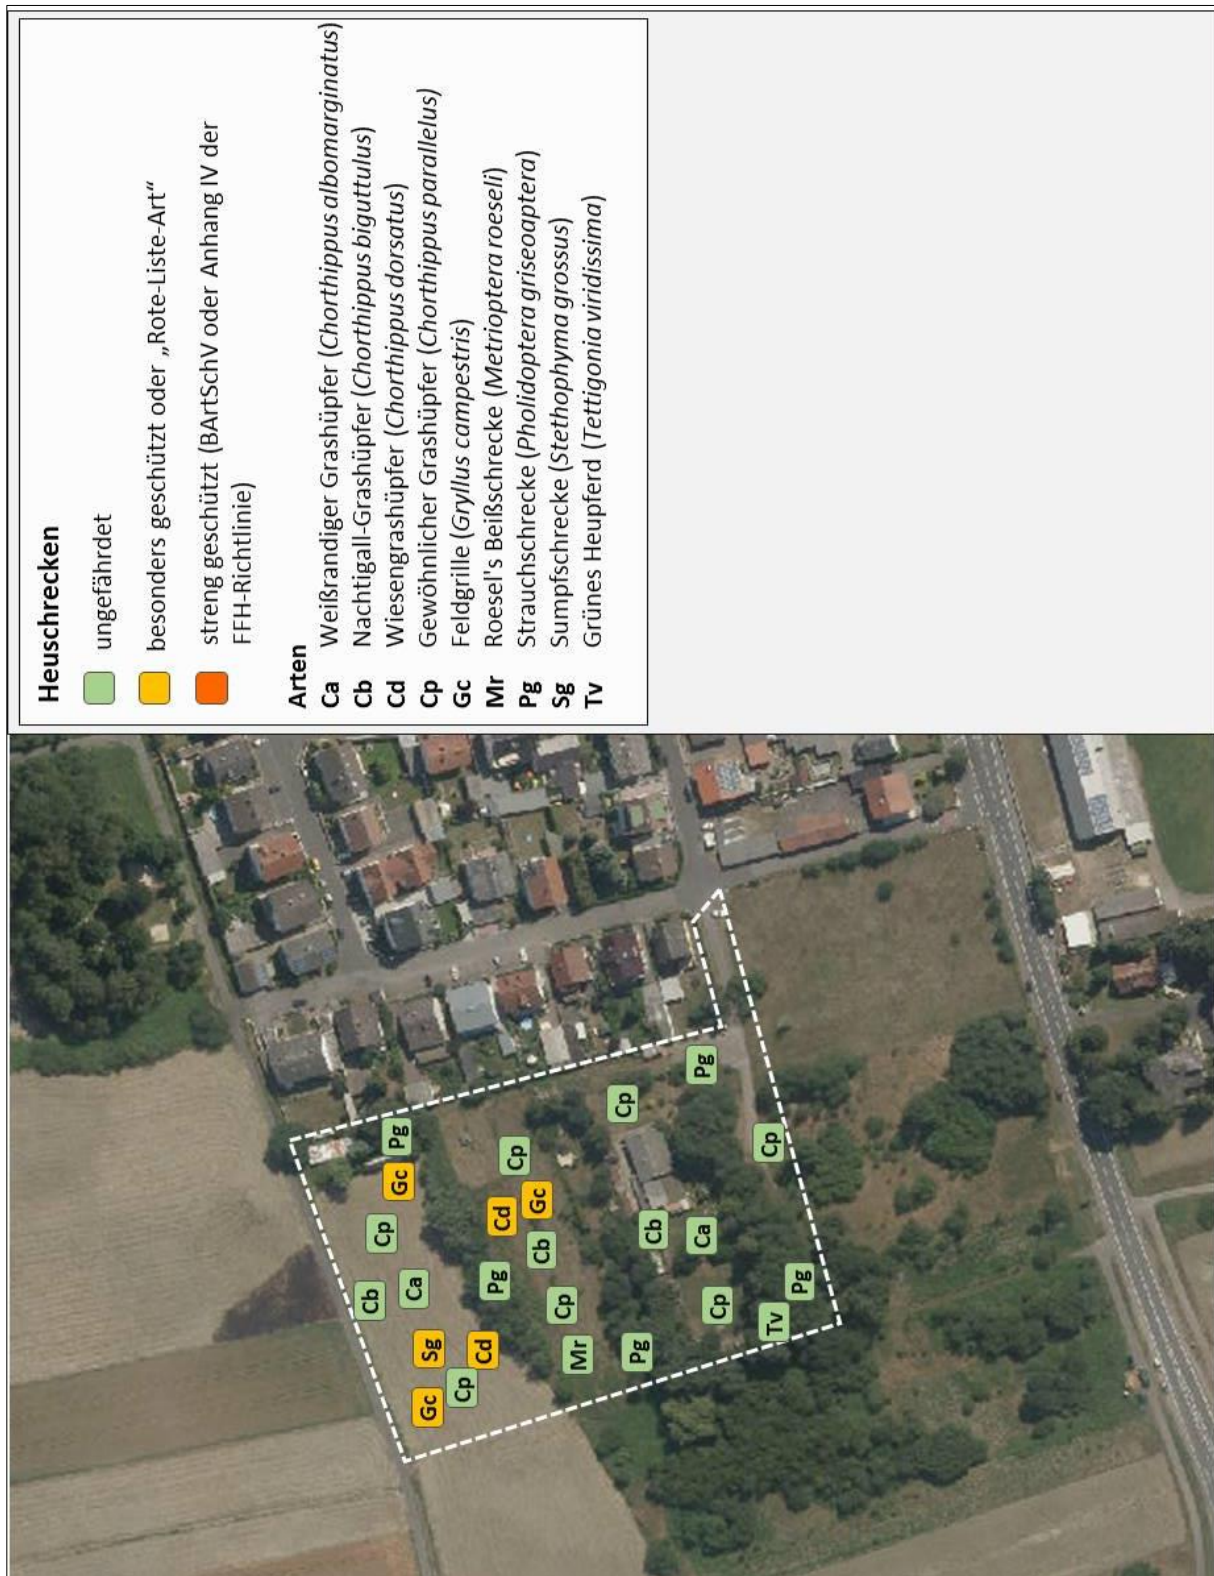 Heuschrecken
ungefährdet
besonders geschützt oder „Rote-Liste-Art“
streng geschützt (BArtSchV oder Anhang IV der
FFH-Richtlinie)
Arten
Ca Weißrandiger Grashüpfer (Chorthippus albomarginatus)
Cb Nachtigall-Grashüpfer (Chorthippus biguttulus)
Cd Wiesengrashüpfer (Chorthippus dorsatus)
Cp Gewöhnlicher Grashüpfer (Chorthippus parallelus)
Gc Feldgrille (Gryllus campestris)
Mr Roesel's Beißschrecke (Metrioptera roeseli)
Pg Strauchschrecke (Pholidoptera griseoaptera)
Sg Sumpfschrecke (Stethophyma grossus)
Tv Grünes Heupferd (Tettigonia viridissima)
Cb
Cp
Pg
Gc
Ca
Gc
Sg
Cp
Cd
Pg
Cd
Cp
Gc
Cb
Cp
Mr
Cp
Pg
Cb
Ca
Pg
Cp
Cp
Tv
Pg